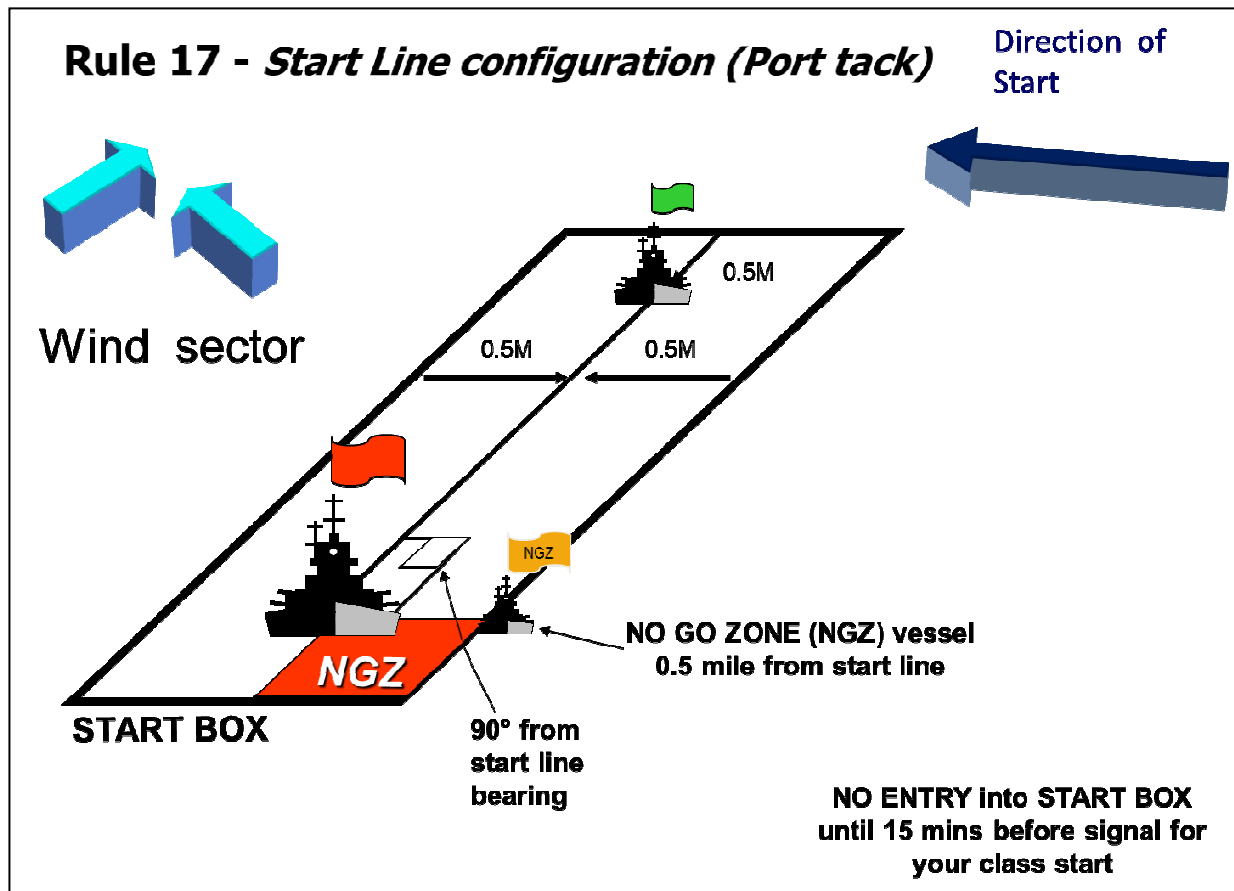 Rule 17 - Start Line configuration (Port tack)
Direction of
Start
Wind sector
0.5M
0.5M
0.5M
NGZ
NO GO ZONE (NGZ) vessel
0.5 mile from start line
NGZ
START BOX
90° from
start line
bearing
NO ENTRY into START BOX
until 15 mins before signal for
your class start